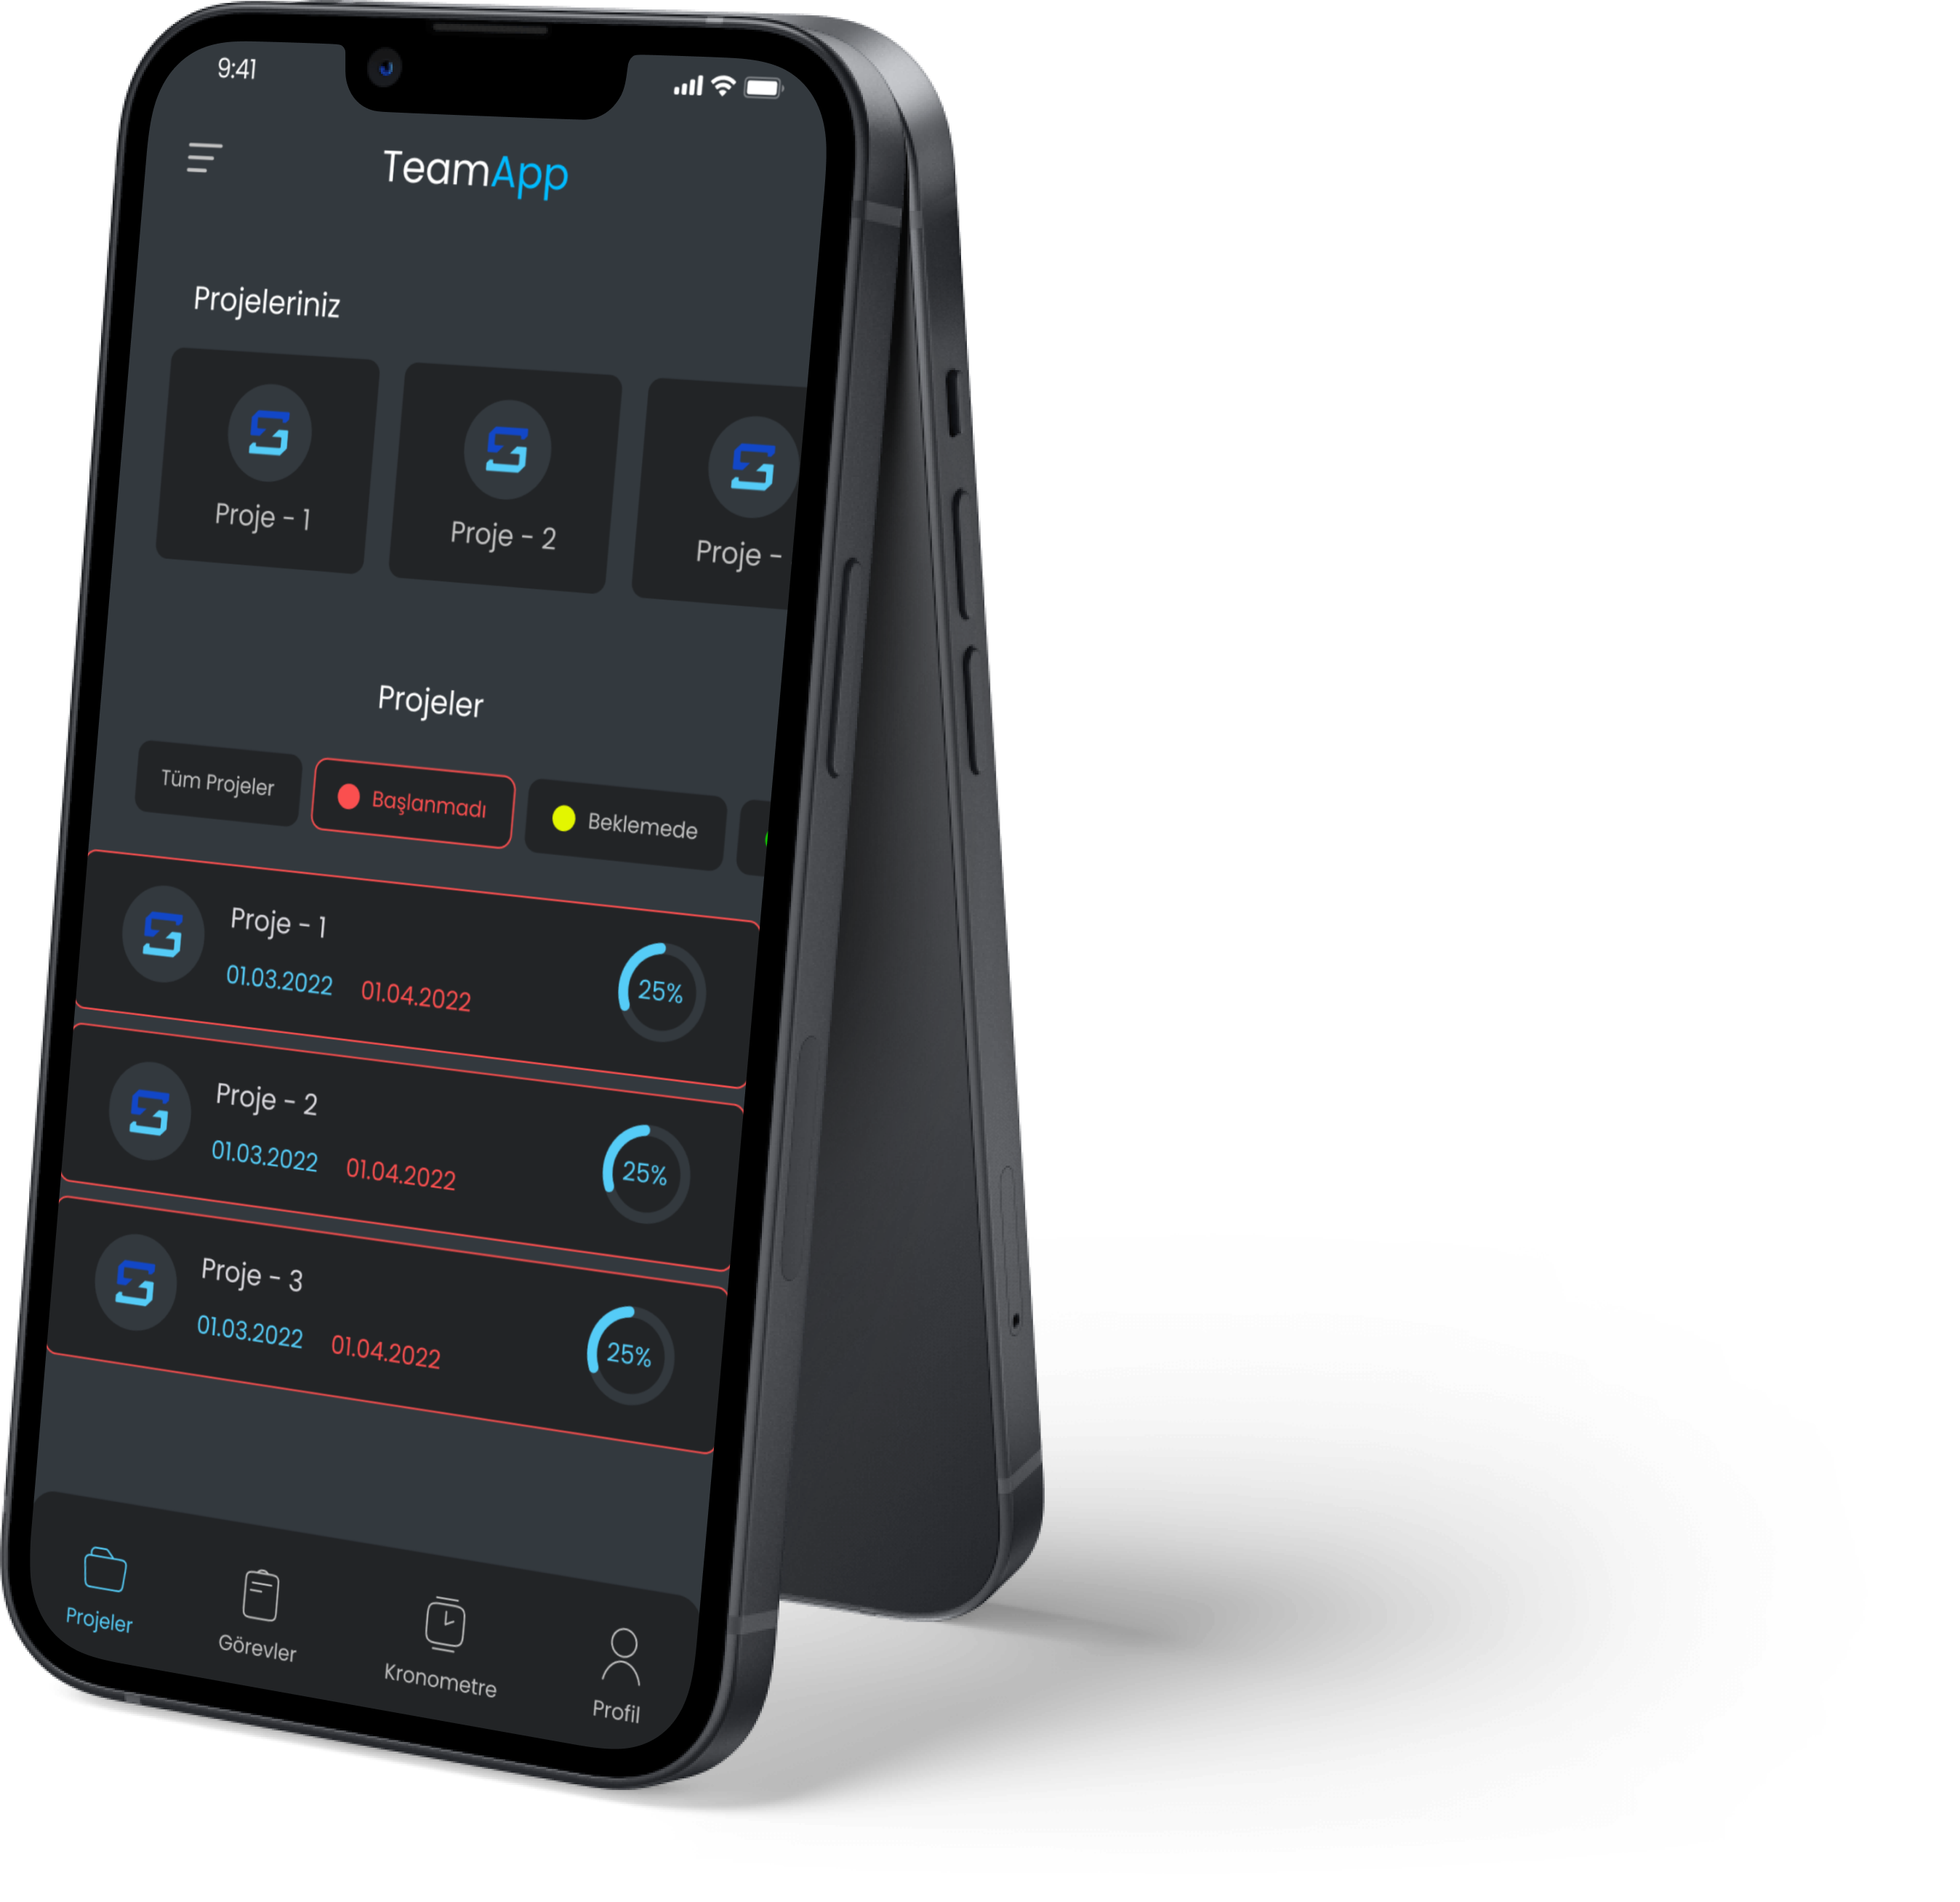 9:41
TeamApp
Projeleriniz
Proje - 1
Proje - 2
Proje -
Projeler
Tüm Projeler
Başlanmadı
Beklemede
Proje - 1
01.03.2022 01.04.2022
25%
Proje - 2
01.03.2022 01.04.2022
25%
Proje - 3
01.03.2022 01.04.2022
25%
Projeler
Görevler
Kronometre
Profil